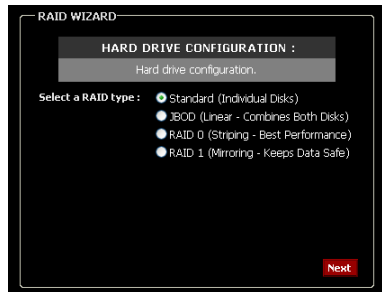 RAID WIZARD
HARD DRIVE CONFIGURATION :
Hard drive configuration.
Select a RAID type : Standard (Individual Disks)
JBOD (Linear - Combines Both Disks)
RAID 0 (Striping - Best Performance)
RAID 1 (Mirroring - Keeps Data Safe)
Next